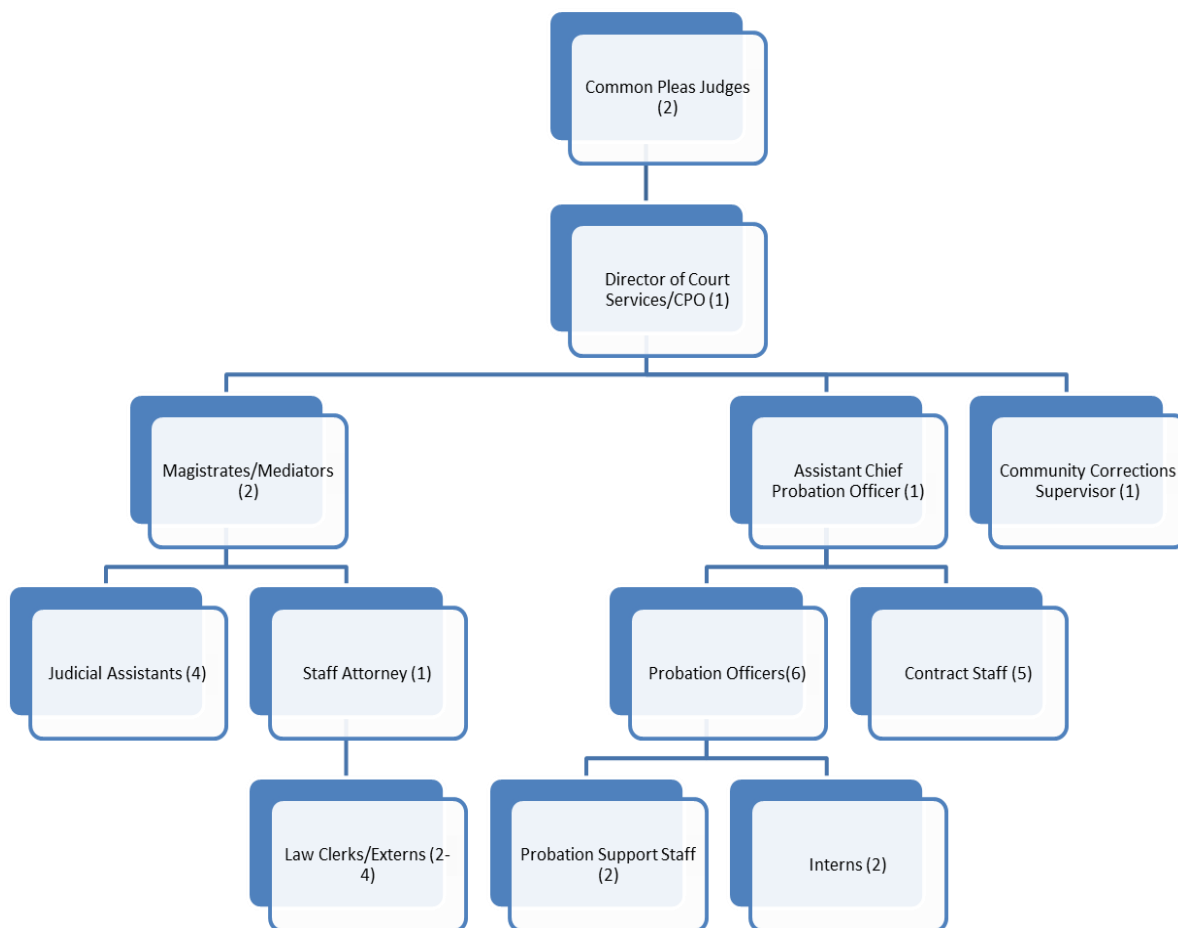 Common Pleas Judges
(2)
Director of Court
Services/CPO (1)
Magistrates/Mediators
(2)
Assistant Chief
Probation Officer (1)
Community Corrections
Supervisor (1)
Judicial Assistants (4)
Staff Attorney (1)
Probation Officers(6)
Contract Staff (5)
Law Clerks/Externs (2-
4)
Probation Support Staff
(2)
Interns (2)